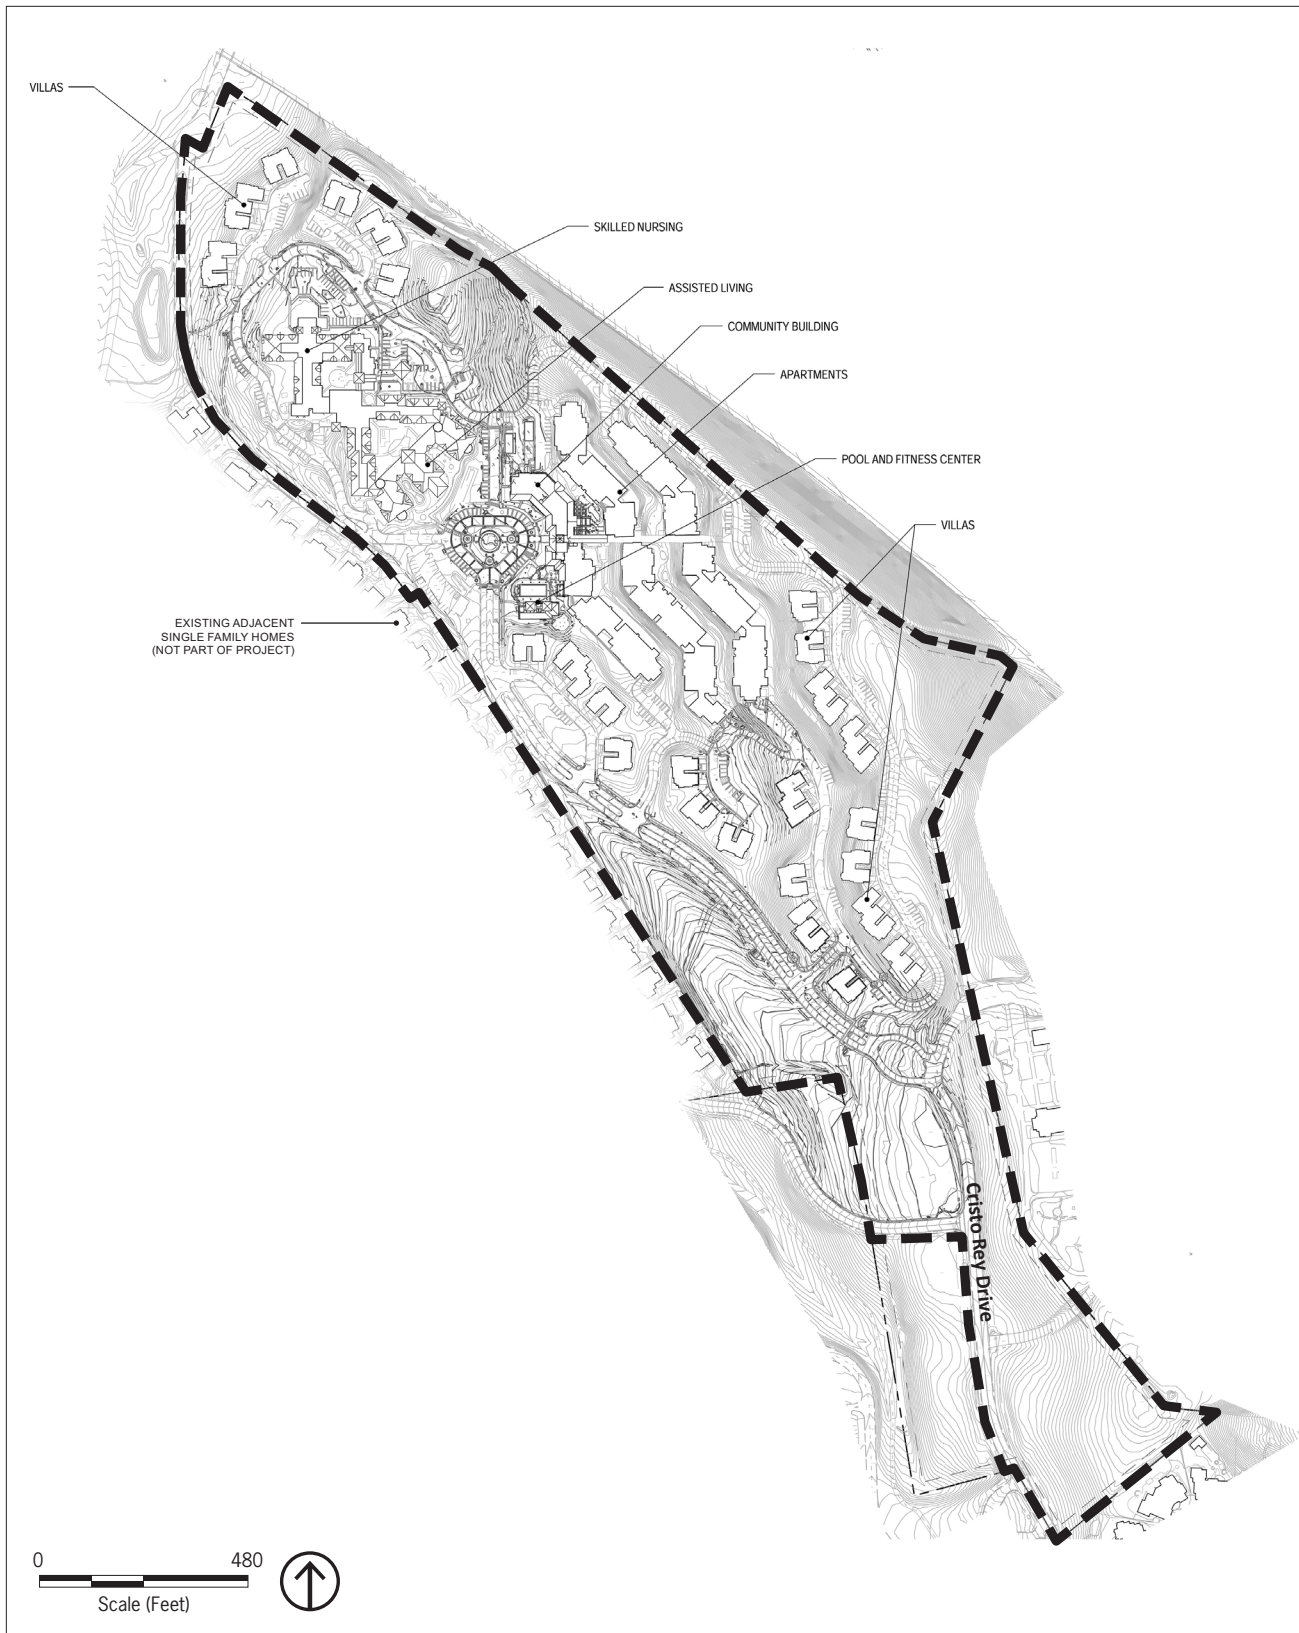 VILLAS
SKILLED NURSING
ASSISTED LIVING
COMMUNITY BUILDING
APARTMENTS
POOL AND FITNESS CENTER
VILLAS
EXISTING ADJACENT
SINGLE FAMILY HOMES
(NOT PART OF PROJECT)
Cristo Rey Drive
0 480
Scale (Feet)